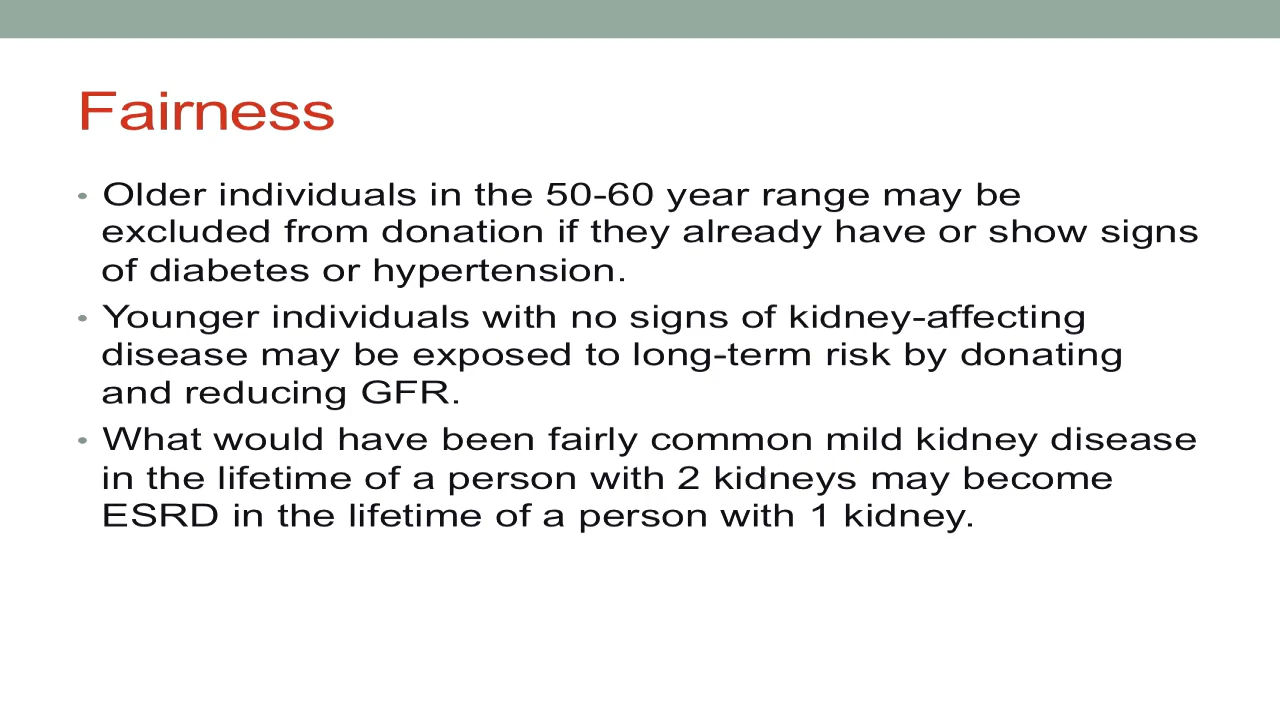 Fairness
• Older individuals in the 50-60 year range may be
excluded from donation if they already have or show signs
of diabetes or hypertension.
• Younger individuals with no signs of kidney-affecting
disease may be exposed to long-term risk by donating
and reducing GFR.
• What would have been fairly common mild kidney disease
in the lifetime of a person with 2 kidneys may become
ESRD in the lifetime of a person with 1 kidney.